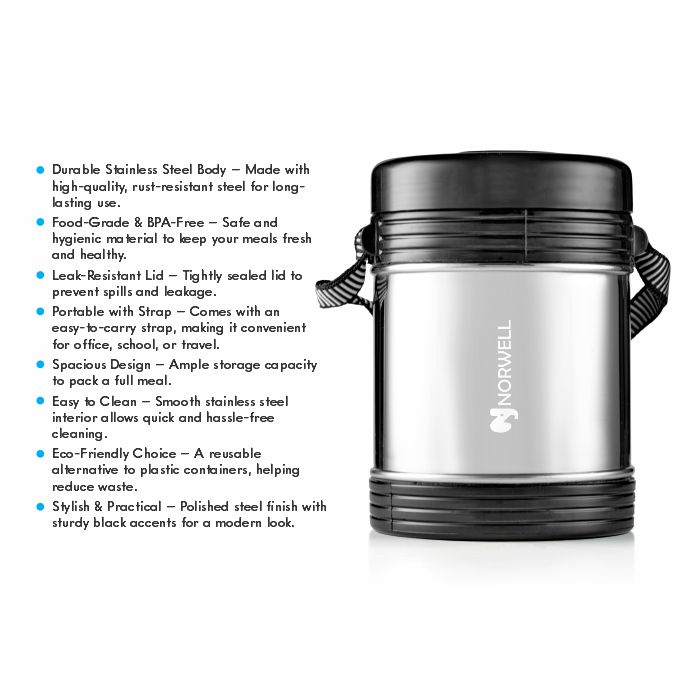 Durable Stainless Steel Body – Made with
high-quality, rust-resistant steel for long-
lasting use.
Food-Grade & BPA-Free – Safe and
hygienic material to keep your meals fresh
and healthy.
Leak-Resistant Lid – Tightly sealed lid to
prevent spills and leakage.
Portable with Strap – Comes with an
easy-to-carry strap, making it convenient
for office, school, or travel.
Spacious Design – Ample storage capacity
to pack a full meal.
Easy to Clean – Smooth stainless steel
interior allows quick and hassle-free
cleaning.
Eco-Friendly Choice – A reusable
alternative to plastic containers, helping
reduce waste.
Stylish & Practical – Polished steel finish with
sturdy black accents for a modern look.
NORWELL